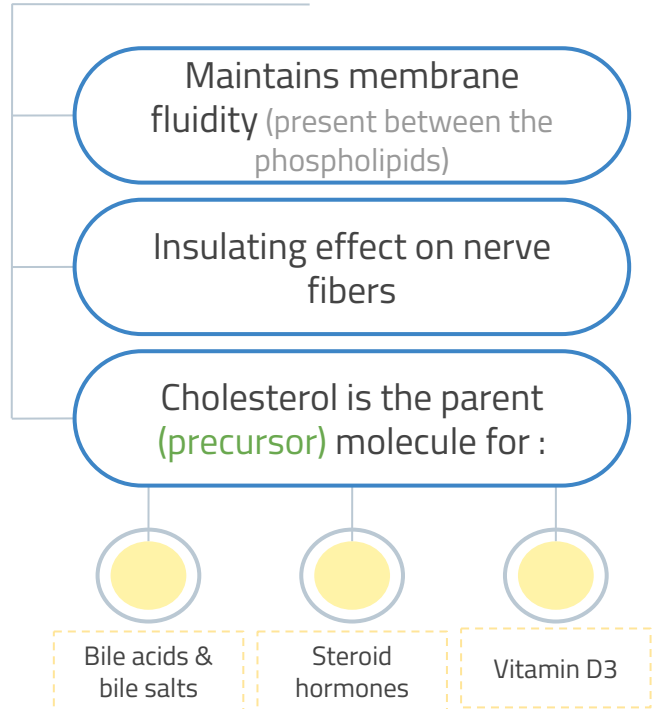 Maintains membrane
fluidity (present between the
phospholipids)
Insulating effect on nerve
fibers
Cholesterol is the parent
(precursor) molecule for :
Bile acids &
bile salts
Steroid
hormones
Vitamin D3